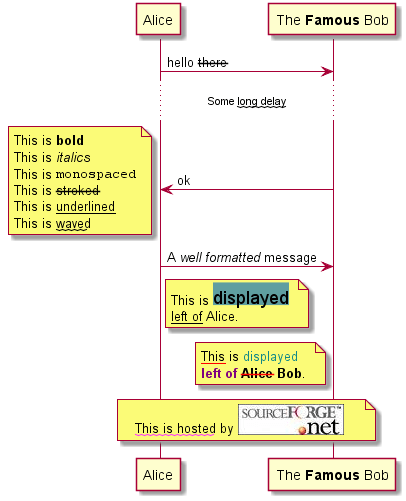 Alice
The Famous Bob
hello there
Some long delay
ok
This is bold
This is italics
This is monospaced
This is stroked
This is underlined
This is waved
A well formatted message
This is displayed
left of Alice.
This is displayed
left of Alice Bob.
This is hosted by SOURCEFORGE™.net
Alice
The Famous Bob